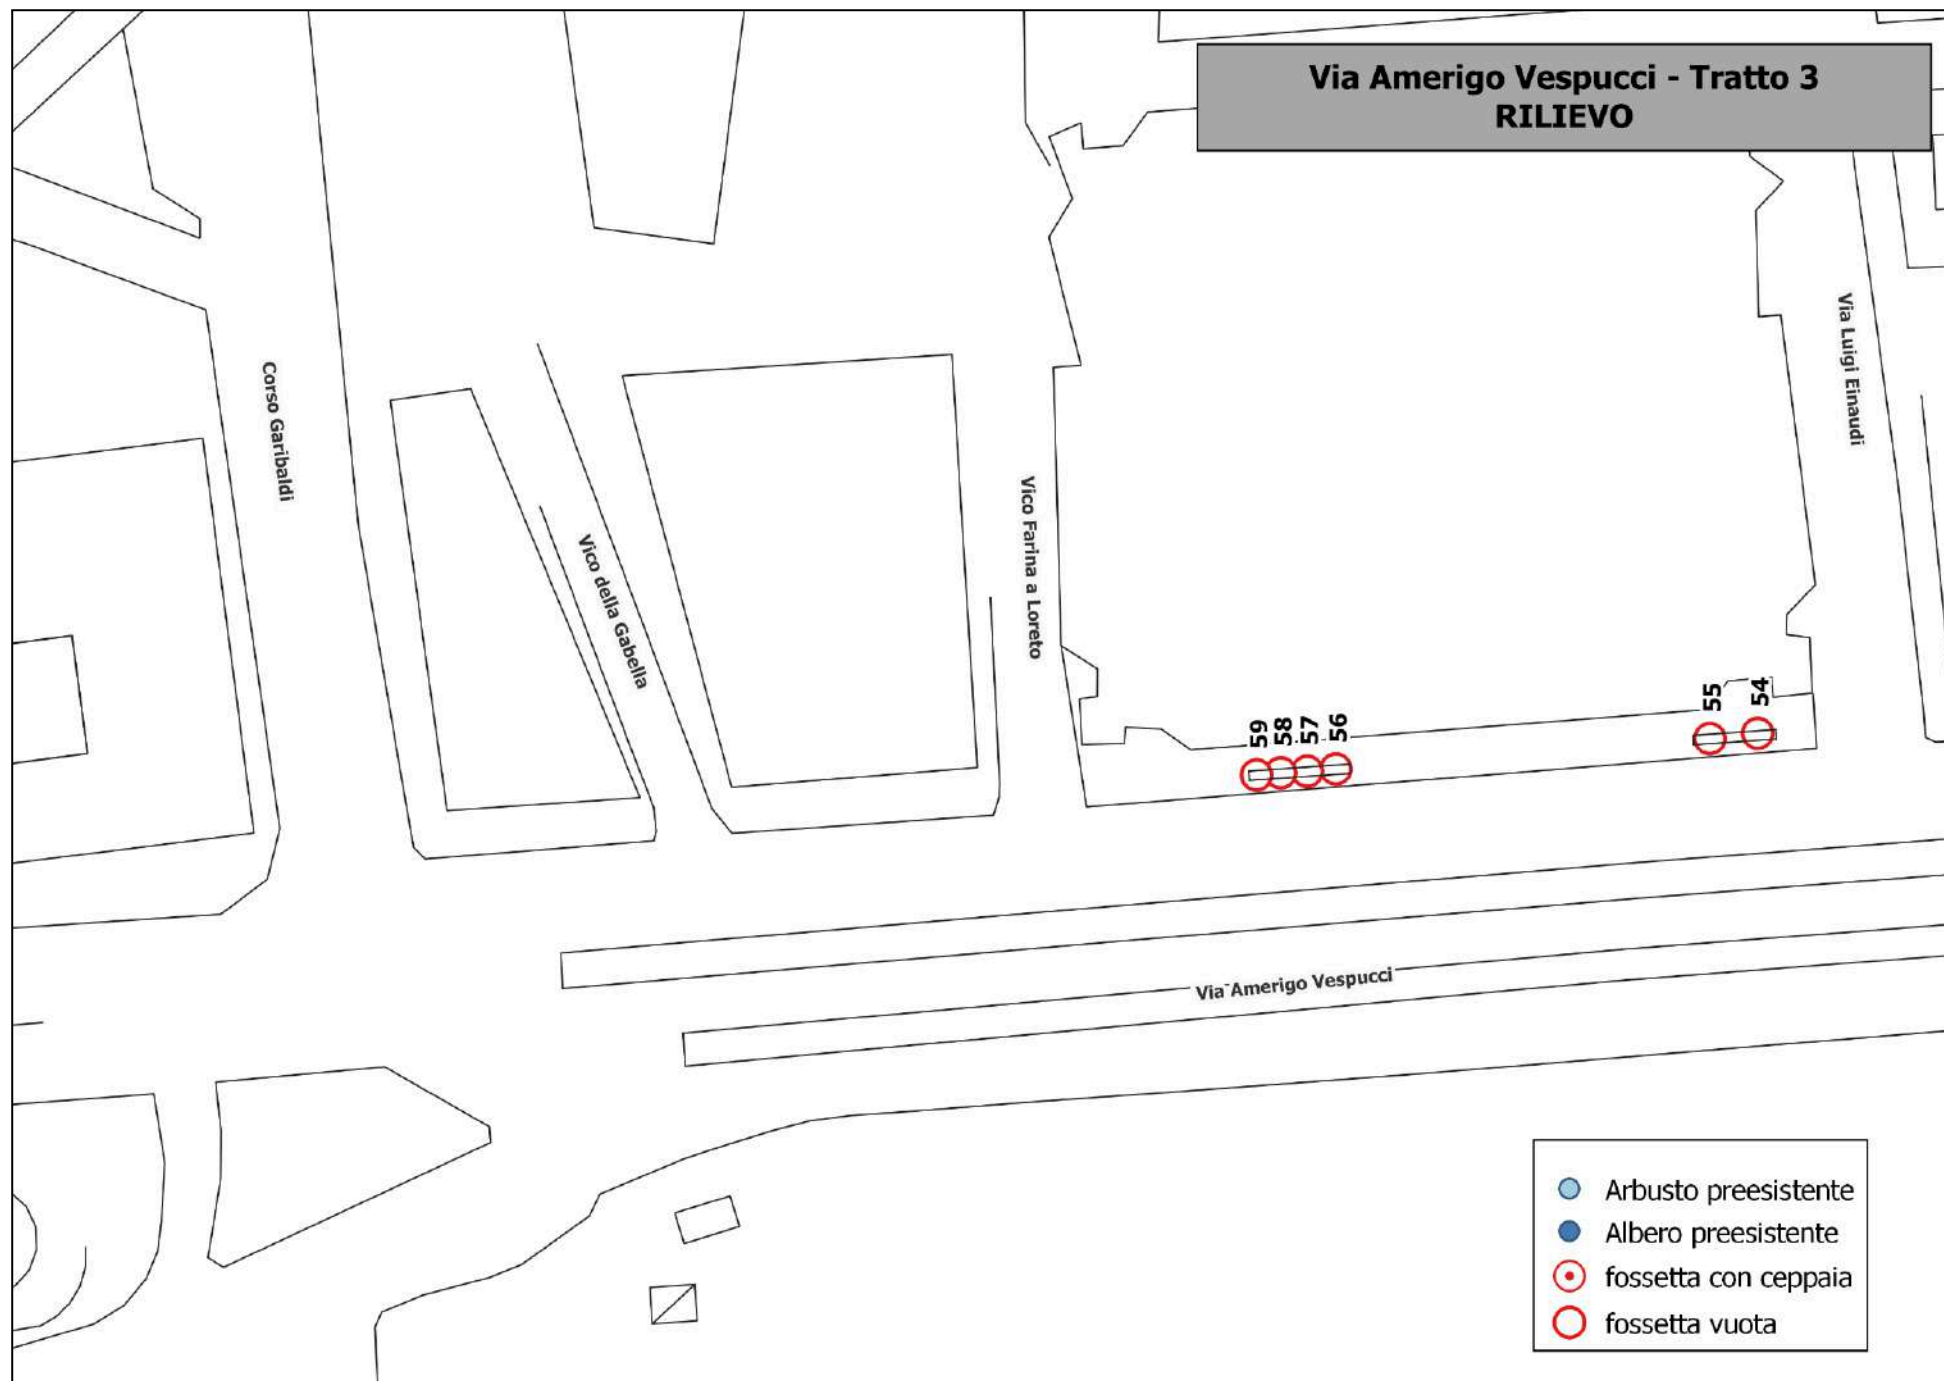 Via Amerigo Vespucci - Tratto 3
RILIEVO
Corso Garibaldi
Vico della Gabella
Vico Farina a Loreto
Via Luigi Einaudi
59
58
57
56
55
54
Via Amerigo Vespucci
Arbusto preesistente
Albero preesistente
fossetta con ceppaia
fossetta vuota